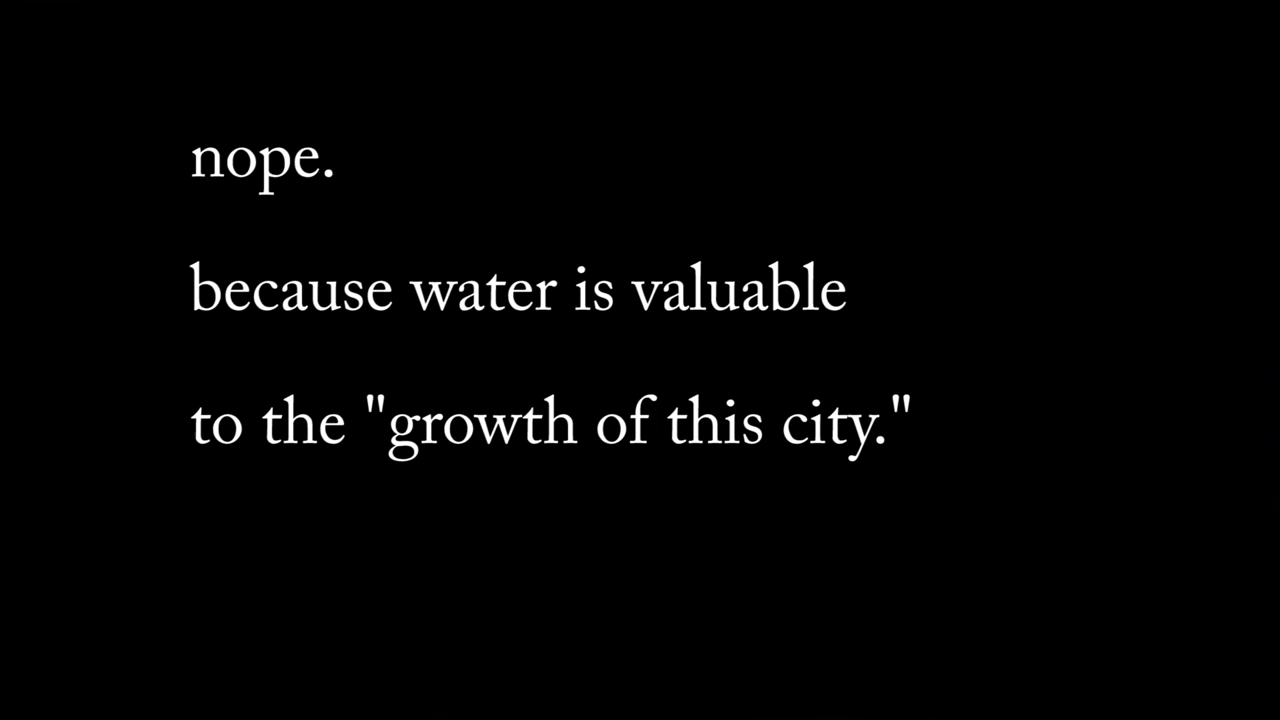 nope.
because water is valuable
to the "growth of this city."